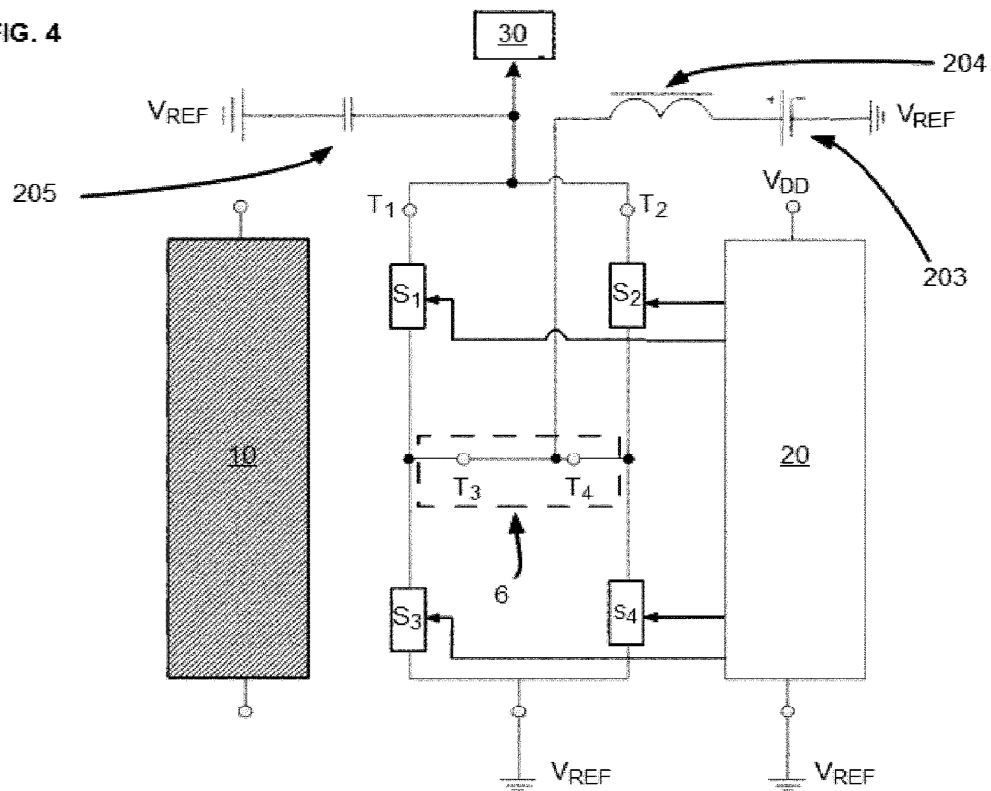 FIG. 4
30
204
VREF
VREF
205
VDD
T1
T2
203
S1
S2
10
20
T3
T4
6
S3
S4
VREF
VREF